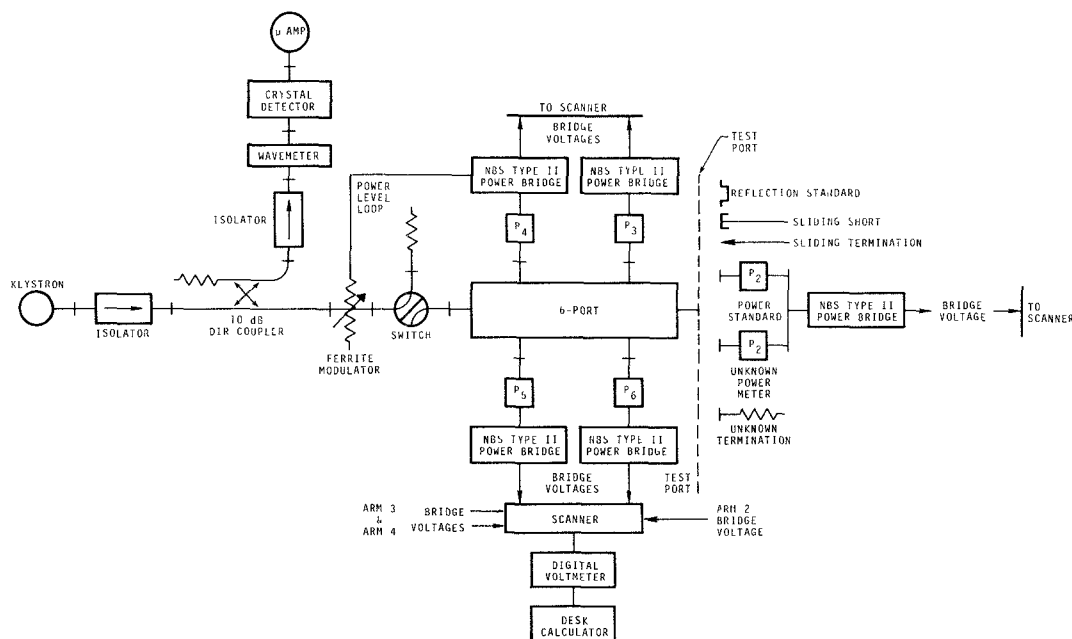 μ AMP
CRYSTAL
DETECTOR
WAVEMETER
ISOLATOR
KLYSTRON
ISOLATOR
10 dB
DIR COUPLER
POWER
LEVEL
LOOP
FERRITE
MODULATOR
SWITCH
TO SCANNER
BRIDGE
VOLTAGES
NBS TYPE II
POWER BRIDGE
NBS TYPE II
POWER BRIDGE
P4
P3
6-PORT
P5
P6
NBS TYPE II
POWER BRIDGE
NBS TYPE II
POWER BRIDGE
BRIDGE
VOLTAGES
TEST
PORT
TEST
PORT
REFLECTION STANDARD
SLIDING SHORT
SLIDING TERMINATION
P2
POWER
STANDARD
P2
UNKNOWN
POWER
METER
UNKNOWN
TERMINATION
NBS TYPE II
POWER BRIDGE
BRIDGE
VOLTAGE
TO
SCANNER
ARM 3
&
ARM 4
BRIDGE
VOLTAGES
SCANNER
ARM 2
BRIDGE
VOLTAGE
DIGITAL
VOLTMETER
DESK
CALCULATOR